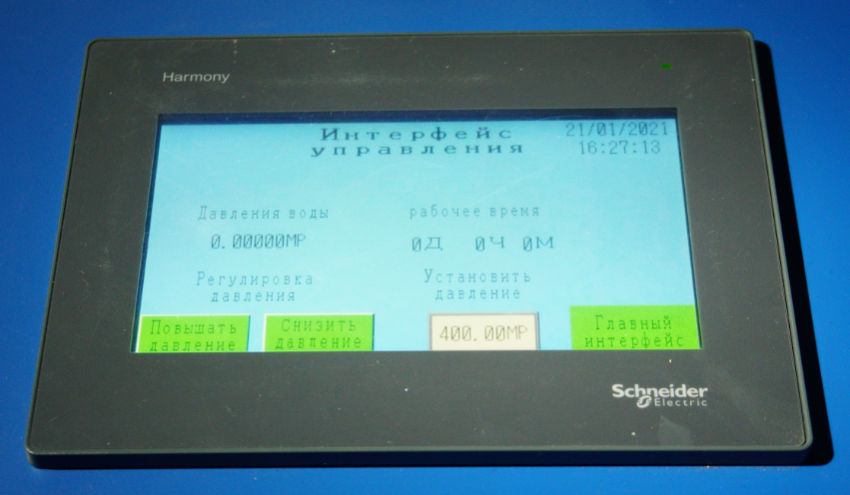 Harmony
Интерфейс
управления
21/01/2021
16:27:13
Давления воды
рабочее время
0.00000MP
0Д 0Ч 0М
Регулировка
давления
Установить
давление
Повышать
давление
Снизить
давление
400.00MP
Главный
интерфейс
Schneider
Electric